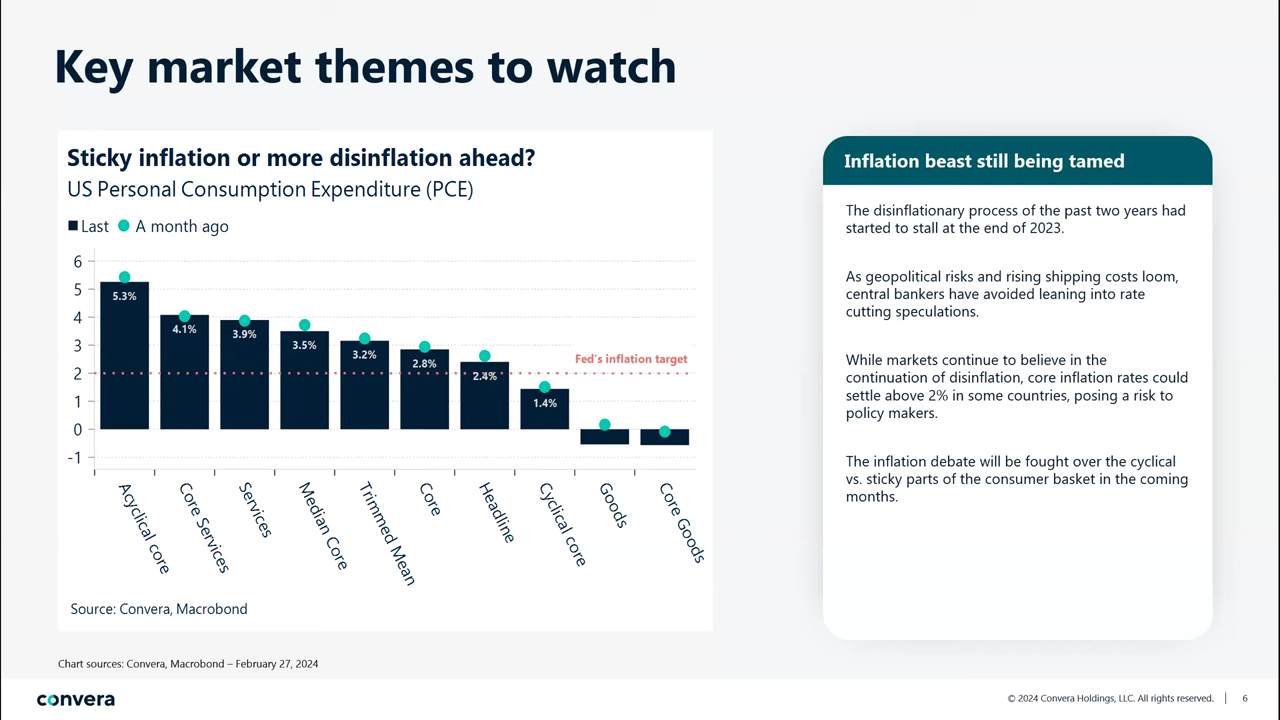 Key market themes to watch
Sticky inflation or more disinflation ahead?
US Personal Consumption Expenditure (PCE)
Last A month ago
6
5
4
3
2
1
0
-1
5.3%
4.1%
3.9%
3.5%
3.2%
2.8%
2.4%
1.4%
Fed's inflation target
Acyclical core
Core Services
Services
Median Core
Trimmed Mean
Core
Headline
Cyclical core
Goods
Core Goods
Source: Convera, Macrobond
Chart sources: Convera, Macrobond – February 27, 2024
Inflation beast still being tamed
The disinflationary process of the past two years had
started to stall at the end of 2023.
As geopolitical risks and rising shipping costs loom,
central bankers have avoided leaning into rate
cutting speculations.
While markets continue to believe in the
continuation of disinflation, core inflation rates could
settle above 2% in some countries, posing a risk to
policy makers.
The inflation debate will be fought over the cyclical
vs. sticky parts of the consumer basket in the coming
months.
convera
© 2024 Convera Holdings, LLC. All rights reserved. | 6